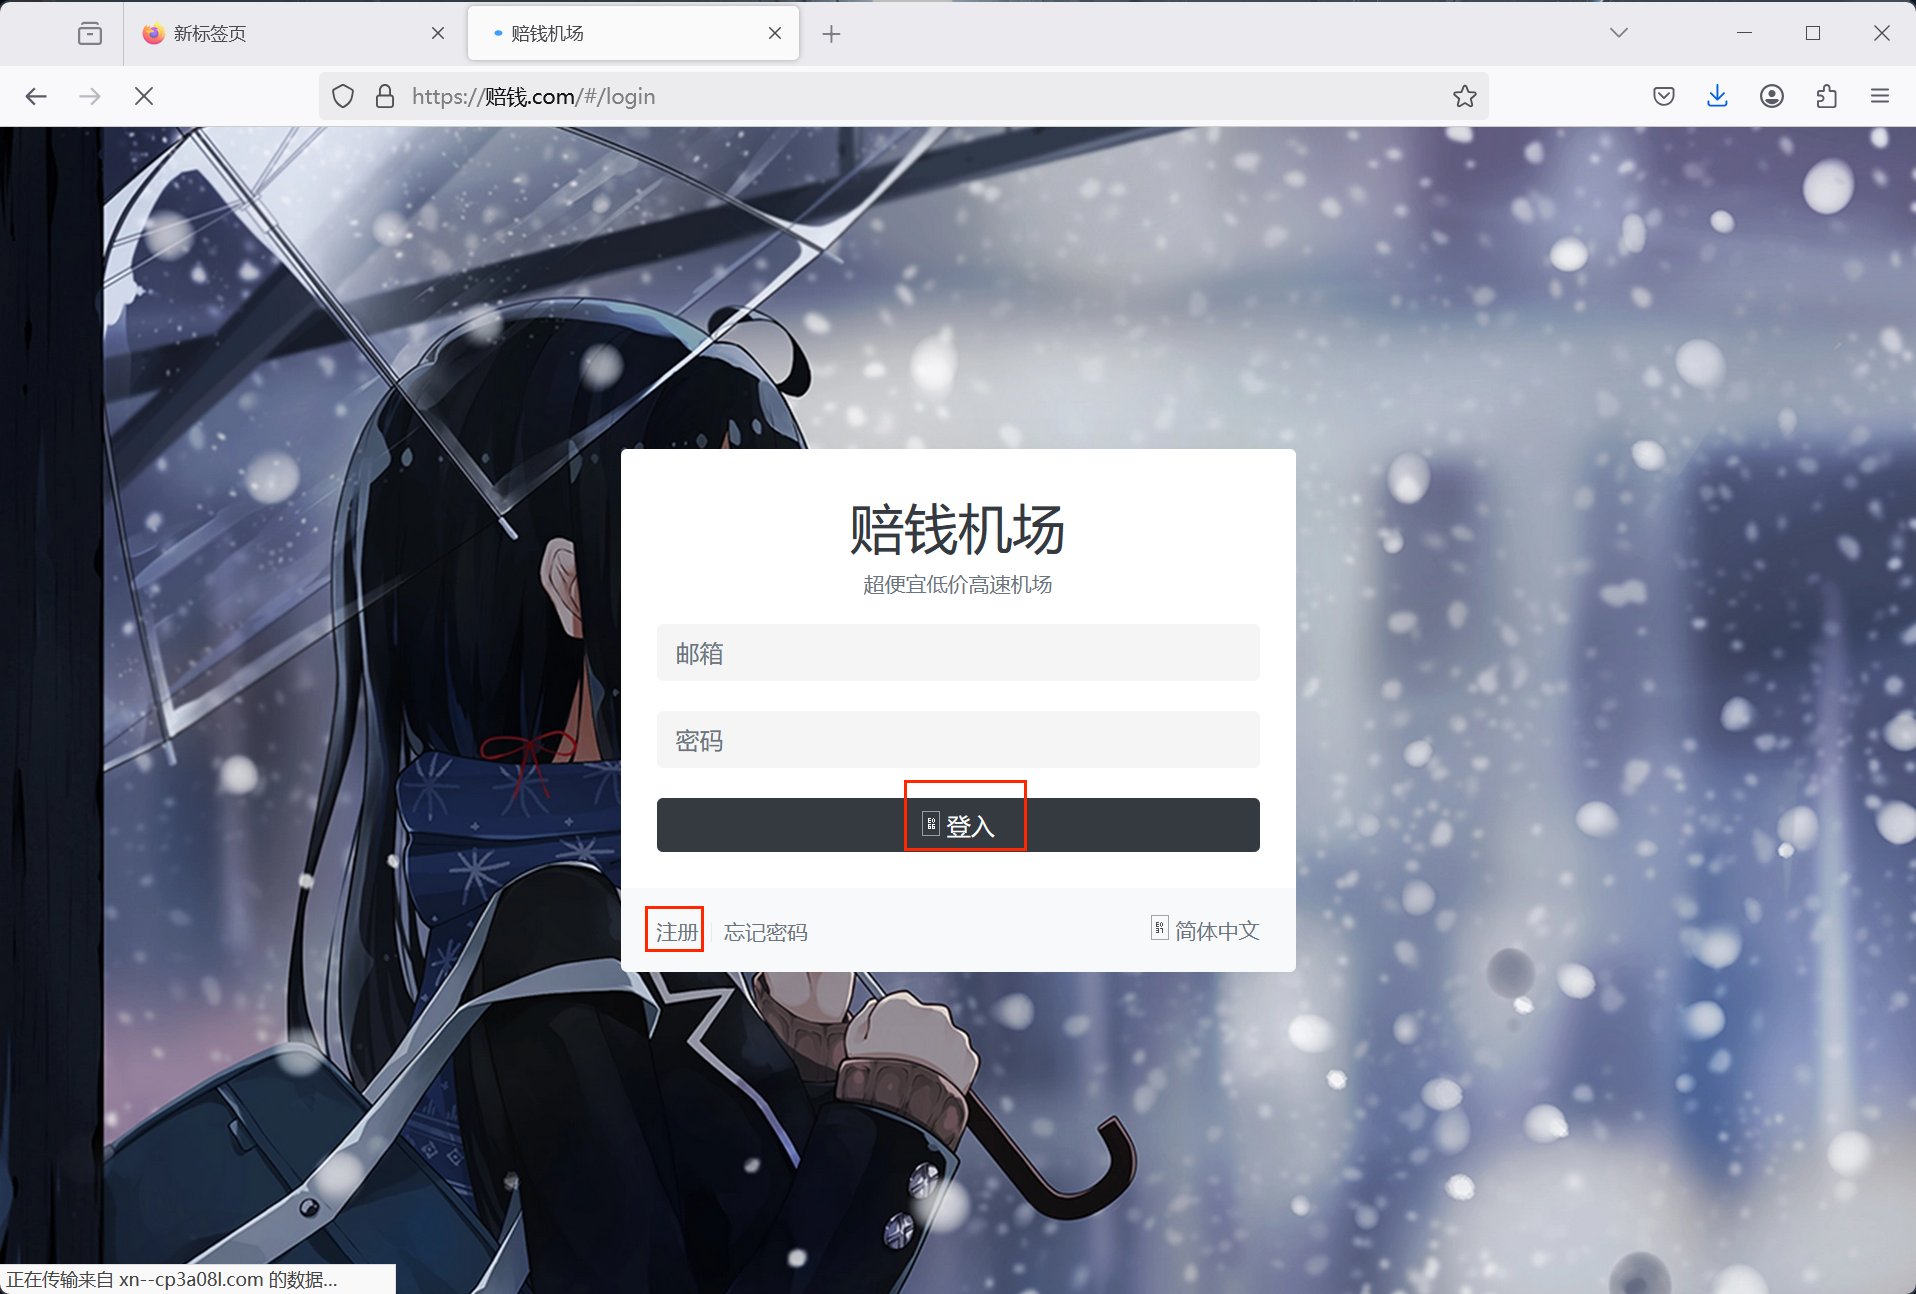 新标签页
赔钱机场
https://赔钱.com/#/login
赔钱机场
超便宜低价高速机场
邮箱
密码
登入
注册
忘记密码
简体中文
正在传输来自 xn--cp3a08l.com 的数据...